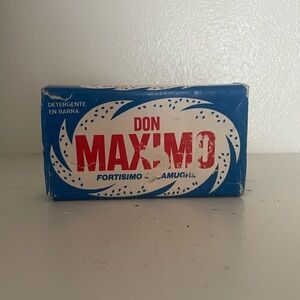 DETERGENTE
EN BARRA
DON
MAXIMO
FORTISIMO